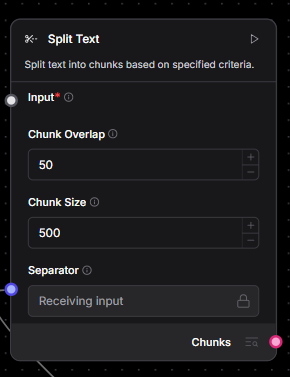 Split Text
Split text into chunks based on specified criteria.
Input*
Chunk Overlap
50
Chunk Size
500
Separator
Receiving input
Chunks